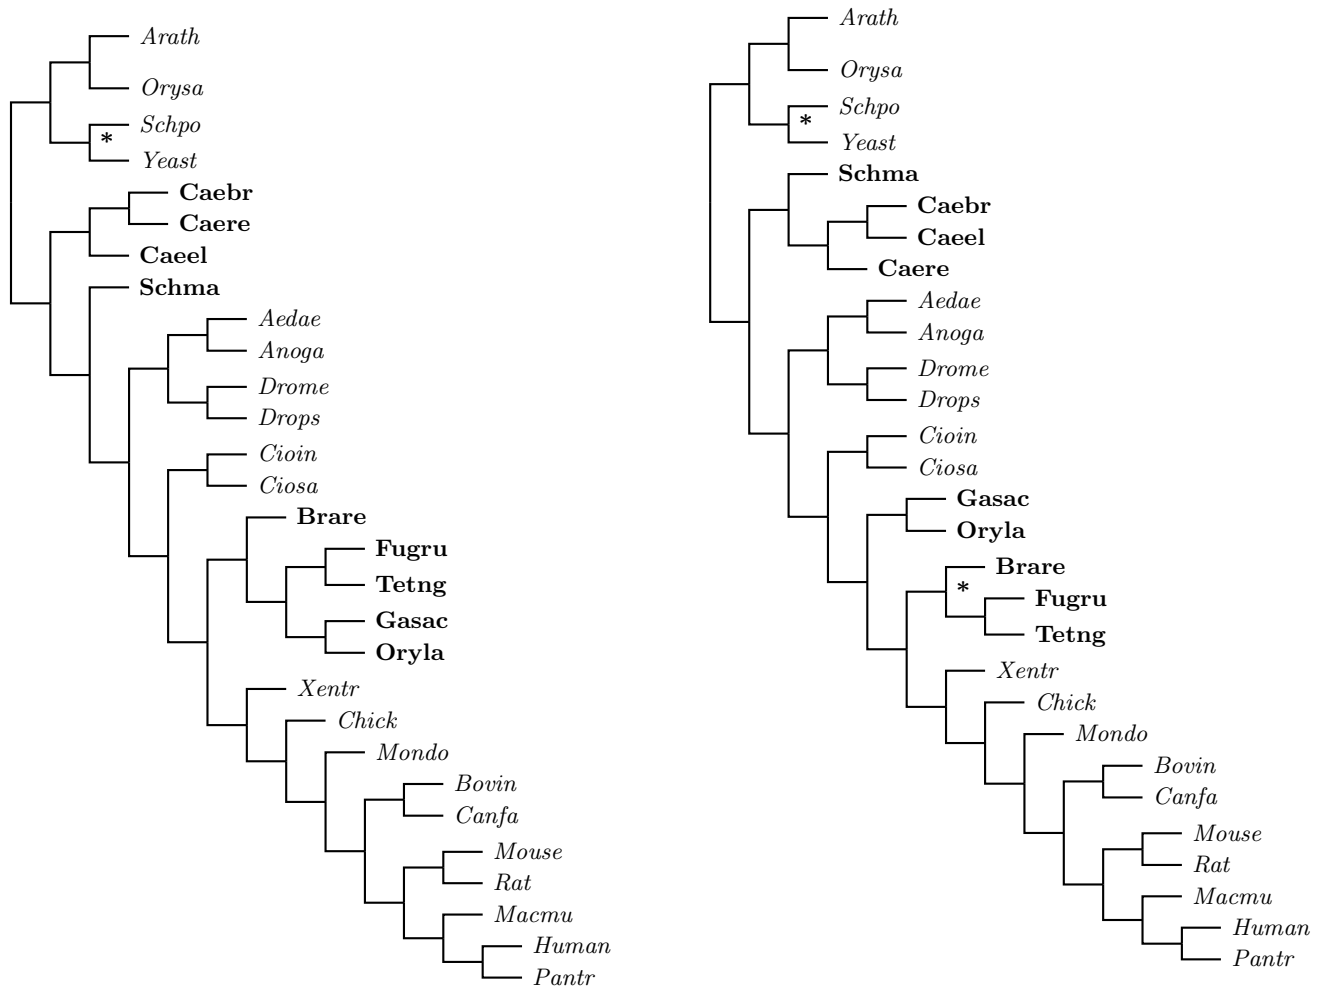 Arath
Orysa
Schpo
*
Yeast
Caebr
Caere
Caeel
Schma
Aedae
Anoga
Drome
Drops
Cioin
Ciosa
Brare
Fugru
Tetng
Gasac
Oryla
Xentr
Chick
Mondo
Bovin
Canfa
Mouse
Rat
Macmu
Human
Pantr
Arath
Orysa
Schpo
*
Yeast
Schma
Caebr
Caeel
Caere
Aedae
Anoga
Drome
Drops
Cioin
Ciosa
Gasac
Oryla
Brare
*
Fugru
Tetng
Xentr
Chick
Mondo
Bovin
Canfa
Mouse
Rat
Macmu
Human
Pantr